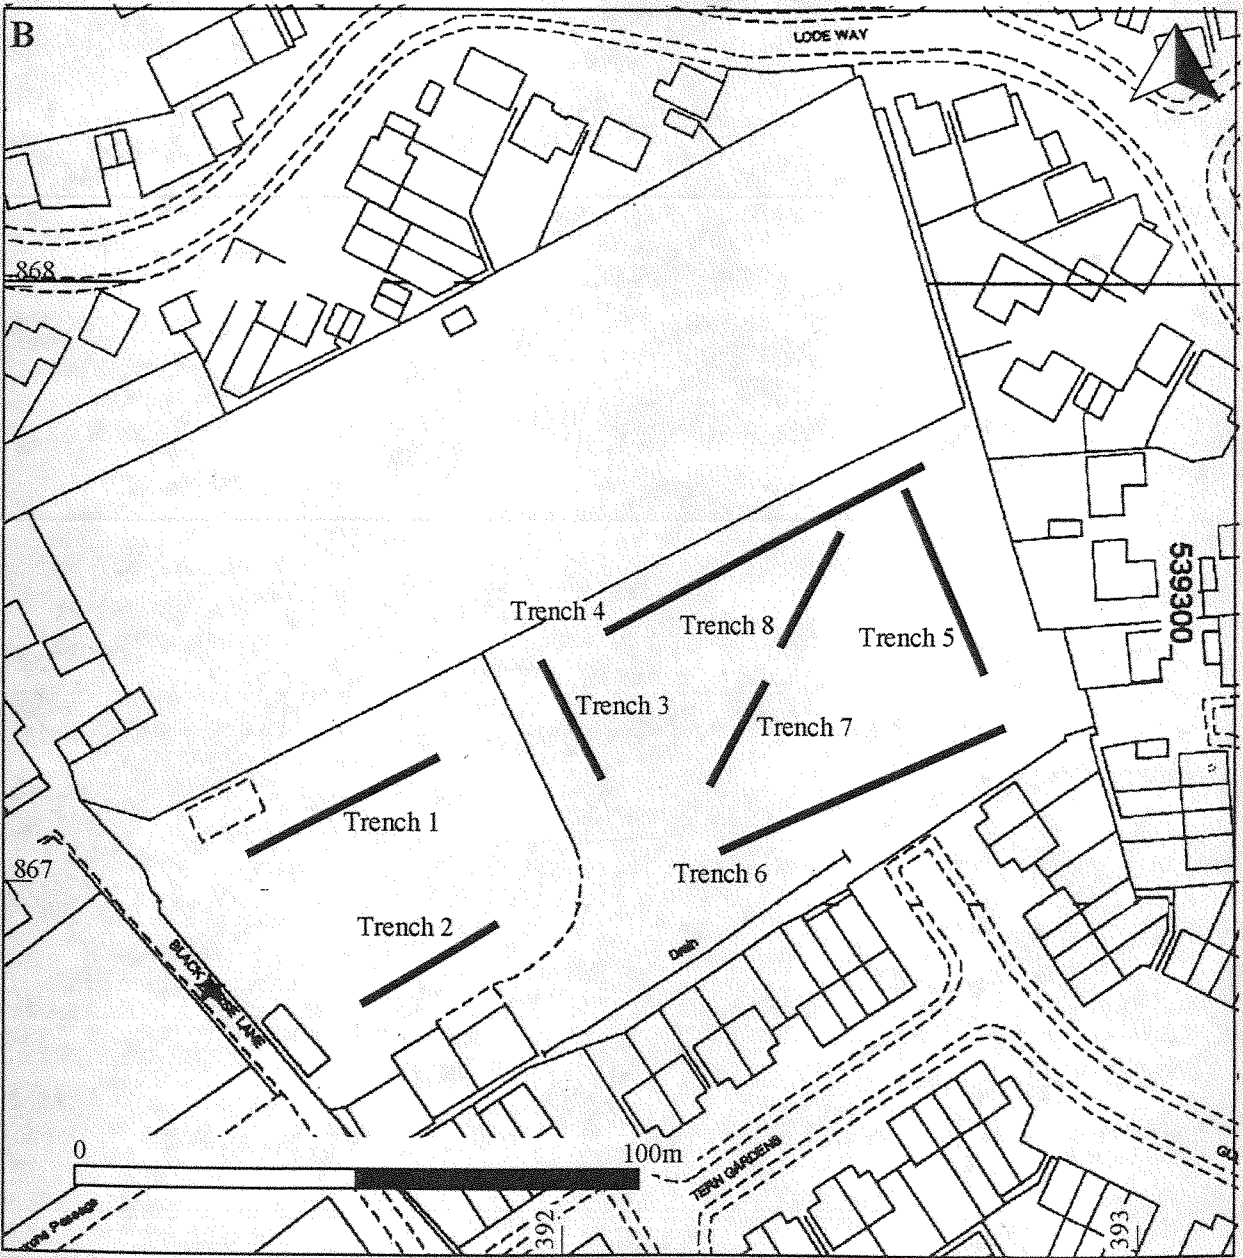 B
LODE WAY
868
539300
Trench 4
Trench 8
Trench 5
Trench 3
Trench 7
Trench 1
867
Trench 6
Trench 2
Drain
BLACK
LANE
0
100m
TERN GARDENS
Passage
392
393